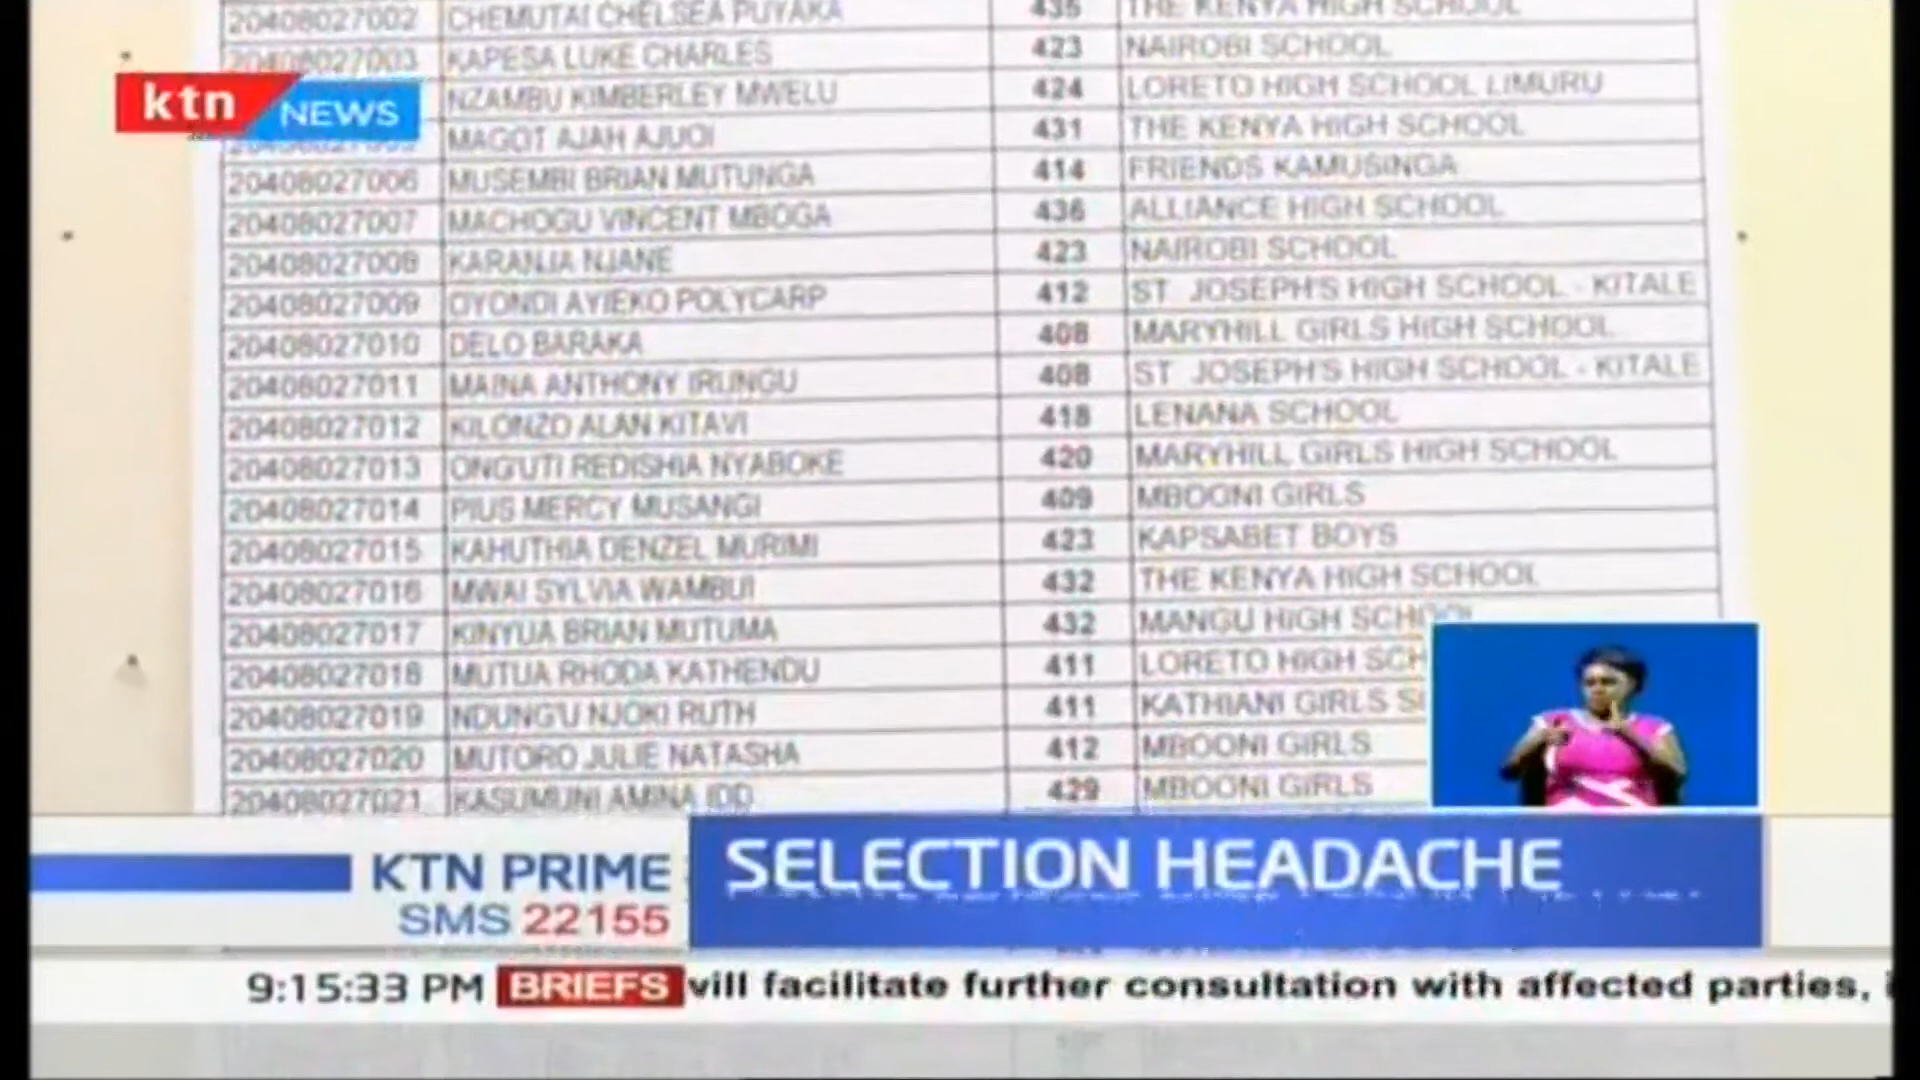 20408027002 CHEMUTAI CHELSEA PUYAKA 435 THE KENYA HIGH SCHOOL
20408027003 KAPESA LUKE CHARLES 423 NAIROBI SCHOOL
ktn NEWS
NZAMBU KIMBERLEY MWELU 424 LORETO HIGH SCHOOL LIMURU
MAGOT AJAH AJUOI 431 THE KENYA HIGH SCHOOL
20408027006 MUSEMBI BRIAN MUTUNGA 414 FRIENDS KAMUSINGA
20408027007 MACHOGU VINCENT MBOGA 436 ALLIANCE HIGH SCHOOL
20408027008 KARANJA NJANE 423 NAIROBI SCHOOL
20408027009 OYONDI AYIEKO POLYCARP 412 ST JOSEPH'S HIGH SCHOOL - KITALE
20408027010 DELO BARAKA 408 MARYHILL GIRLS HIGH SCHOOL
20408027011 MAINA ANTHONY IRUNGU 408 ST JOSEPH'S HIGH SCHOOL - KITALE
20408027012 KILONZO ALAN KITAVI 418 LENANA SCHOOL
20408027013 ONG'UTI REDISHIA NYABOKE 420 MARYHILL GIRLS HIGH SCHOOL
20408027014 PIUS MERCY MUSANGI 409 MBOONI GIRLS
20408027015 KAHUTHIA DENZEL MURIMI 423 KAPSABET BOYS
20408027016 MWAI SYLVIA WAMBUI 432 THE KENYA HIGH SCHOOL
20408027017 KINYUA BRIAN MUTUMA 432 MANGU HIGH SCHOOL
20408027018 MUTUA RHODA KATHENDU 411 LORETO HIGH SCH
20408027019 NDUNG'U NJOKI RUTH 411 KATHIANI GIRLS S
20408027020 MUTORO JULIE NATASHA 412 MBOONI GIRLS
20408027021 KASUMUNI AMINA IDD 429 MBOONI GIRLS
KTN PRIME
SMS 22155
SELECTION HEADACHE
9:15:33 PM BRIEFS will facilitate further consultation with affected parties,